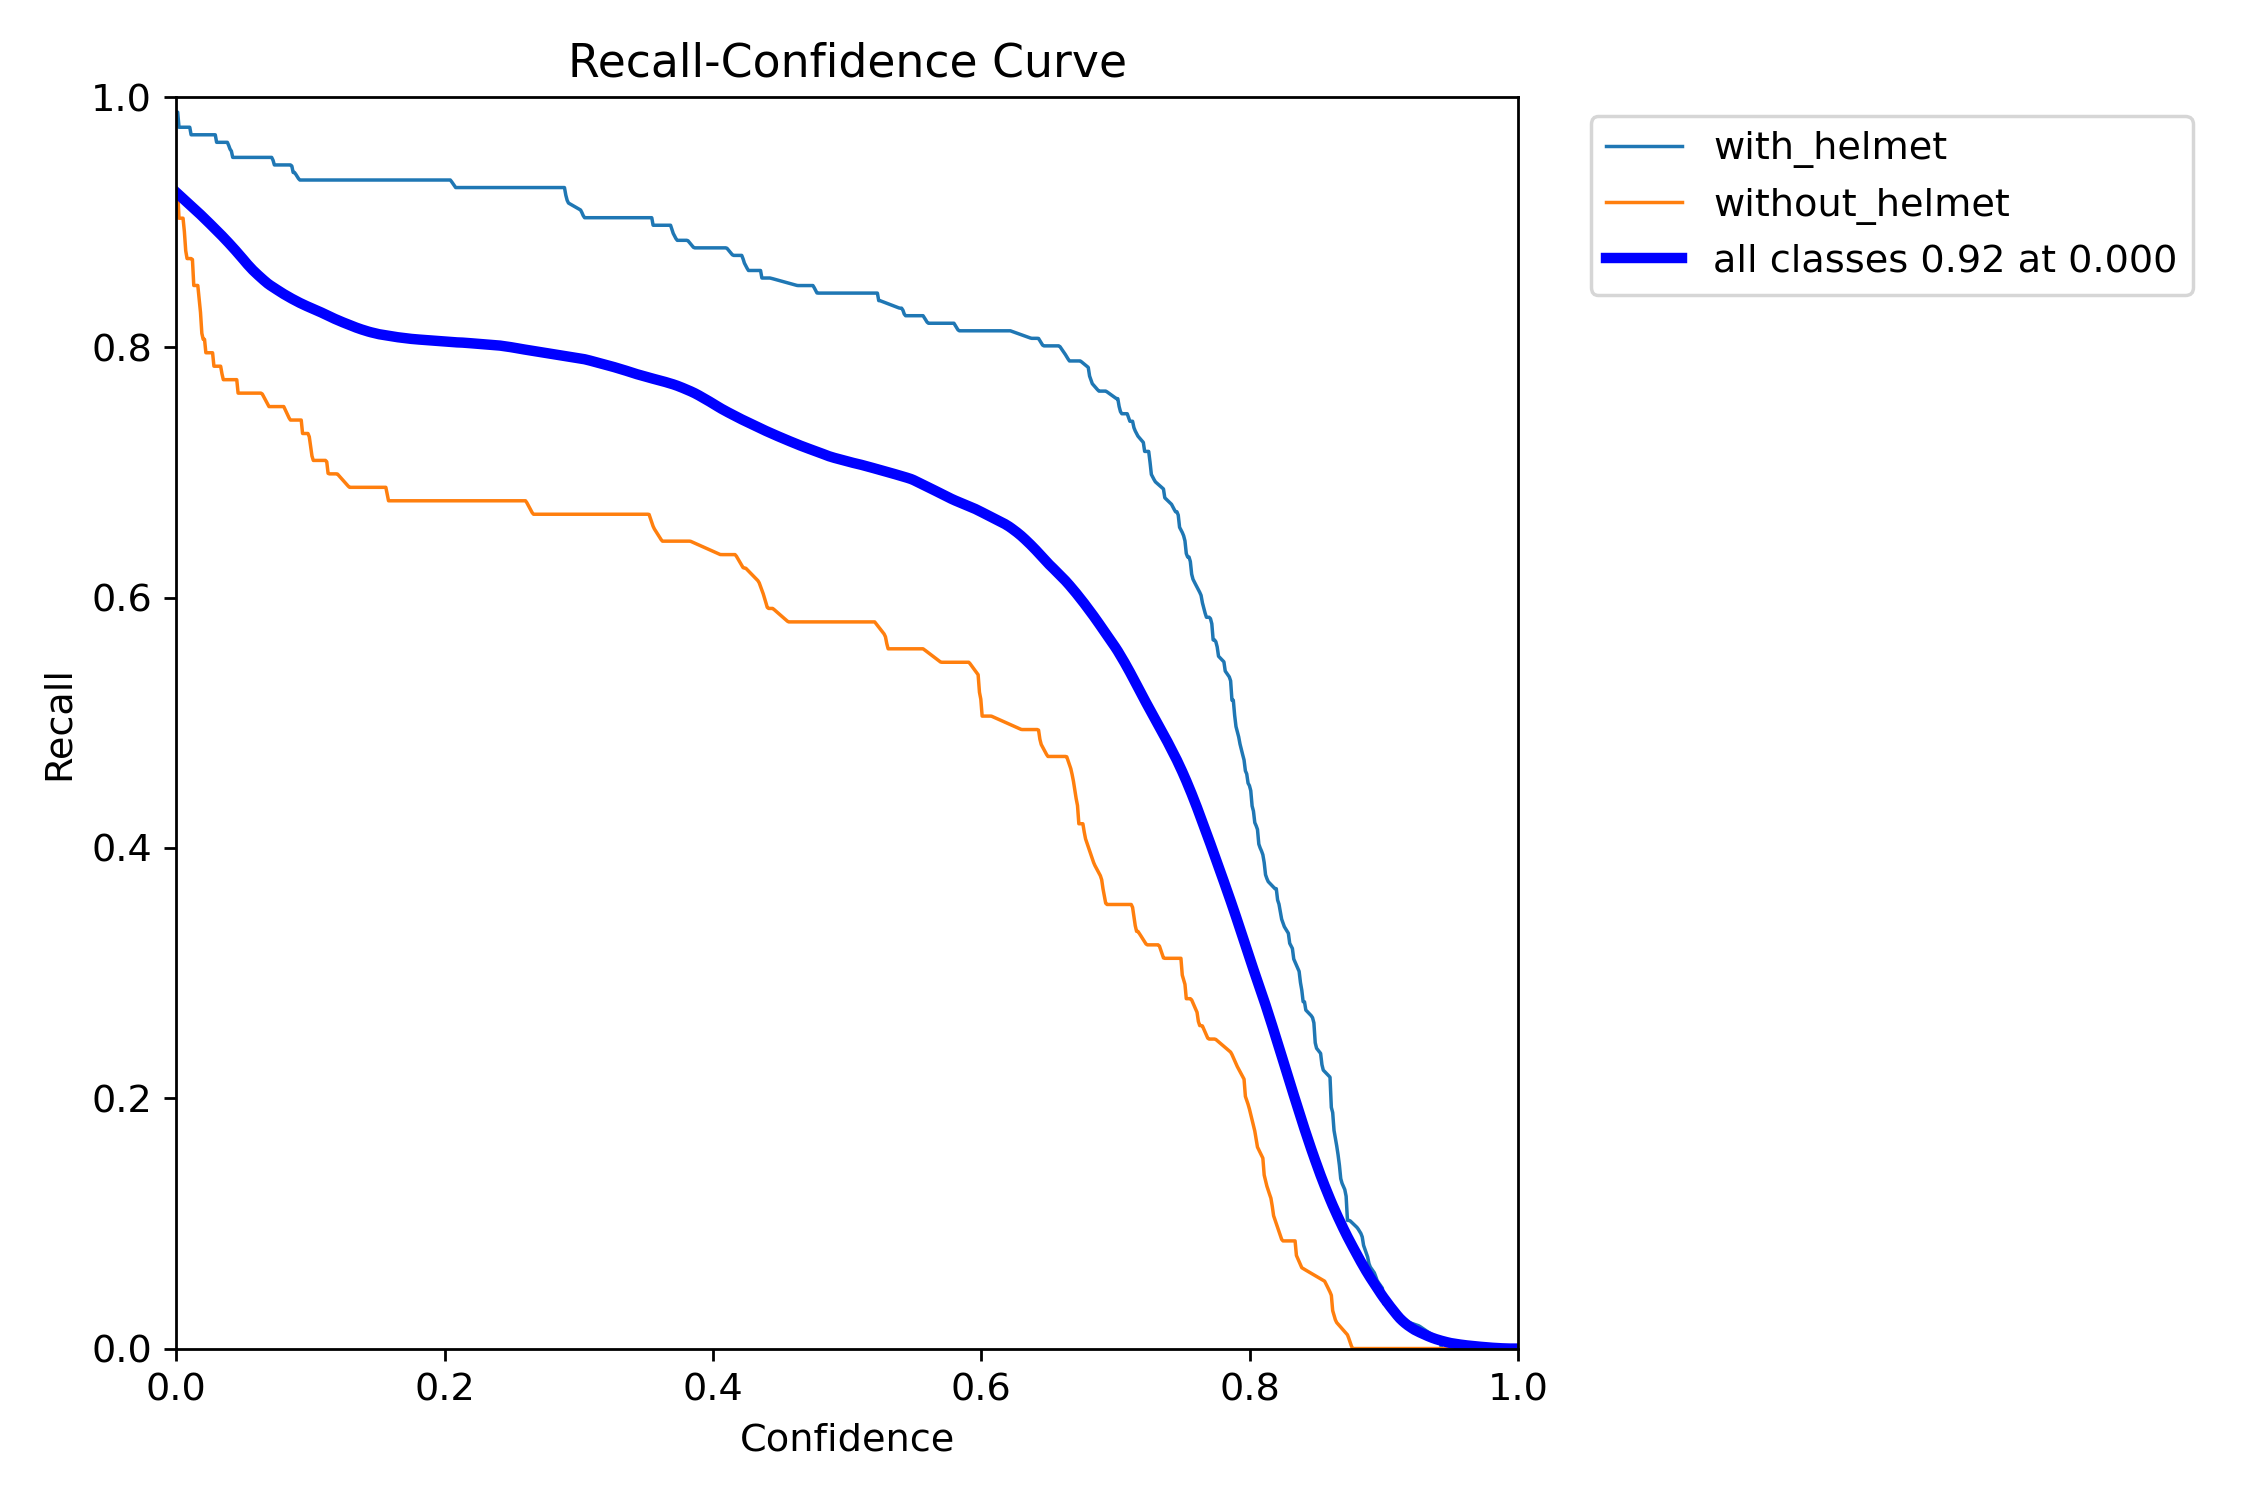 Recall-Confidence Curve
1.0
0.8
0.6
0.4
0.2
0.0
Recall
0.0 0.2 0.4 0.6 0.8 1.0
Confidence
with_helmet
without_helmet
all classes 0.92 at 0.000